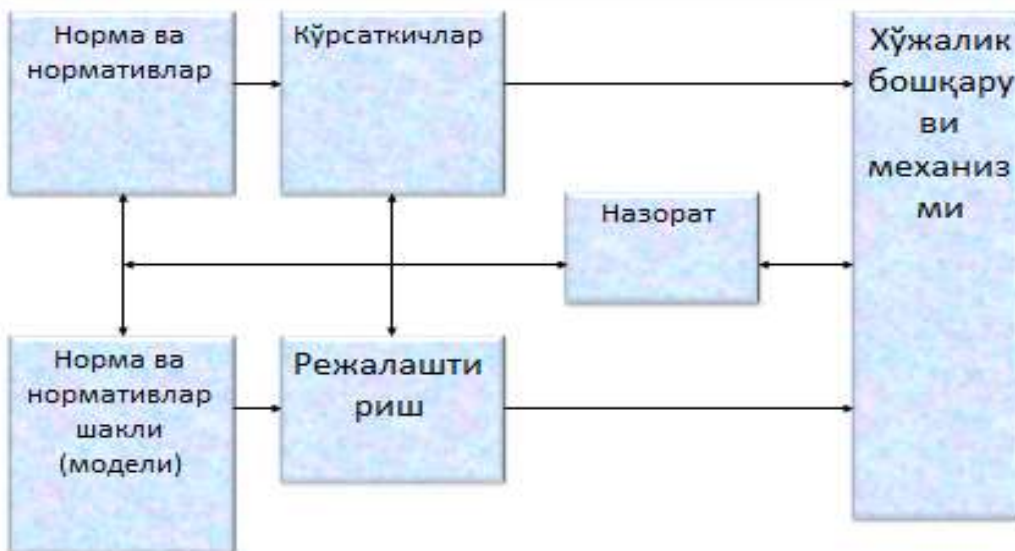 Норма ва
нормативлар
Кўрсаткичлар
Хўжалик
бошқару
ви
механиз
ми
Назорат
Норма ва
нормативлар
шакли
(модели)
Режалашти
риш